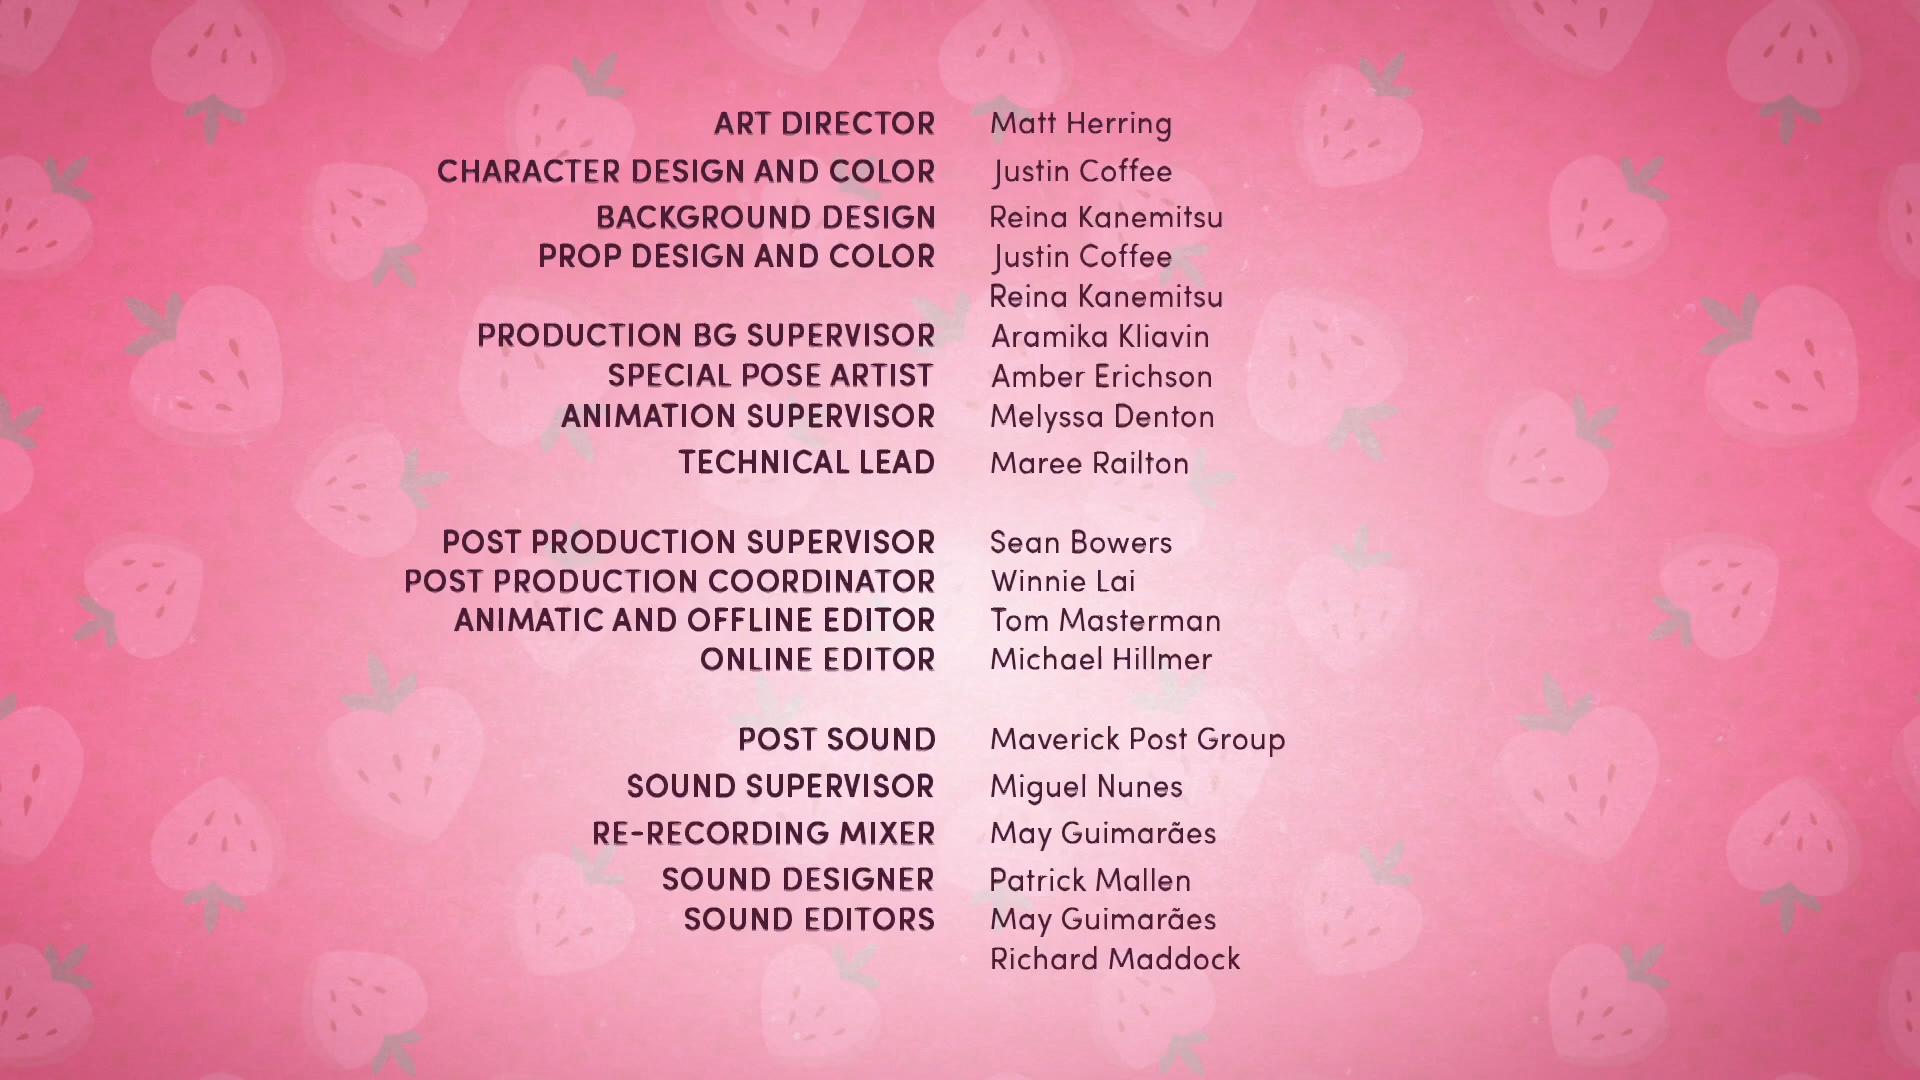 ART DIRECTOR Matt Herring
CHARACTER DESIGN AND COLOR Justin Coffee
BACKGROUND DESIGN Reina Kanemitsu
PROP DESIGN AND COLOR Justin Coffee
Reina Kanemitsu
PRODUCTION BG SUPERVISOR Aramika Kliavin
SPECIAL POSE ARTIST Amber Erichson
ANIMATION SUPERVISOR Melyssa Denton
TECHNICAL LEAD Maree Railton
POST PRODUCTION SUPERVISOR Sean Bowers
POST PRODUCTION COORDINATOR Winnie Lai
ANIMATIC AND OFFLINE EDITOR Tom Masterman
ONLINE EDITOR Michael Hillmer
POST SOUND Maverick Post Group
SOUND SUPERVISOR Miguel Nunes
RE-RECORDING MIXER May Guimarães
SOUND DESIGNER Patrick Mallen
SOUND EDITORS May Guimarães
Richard Maddock